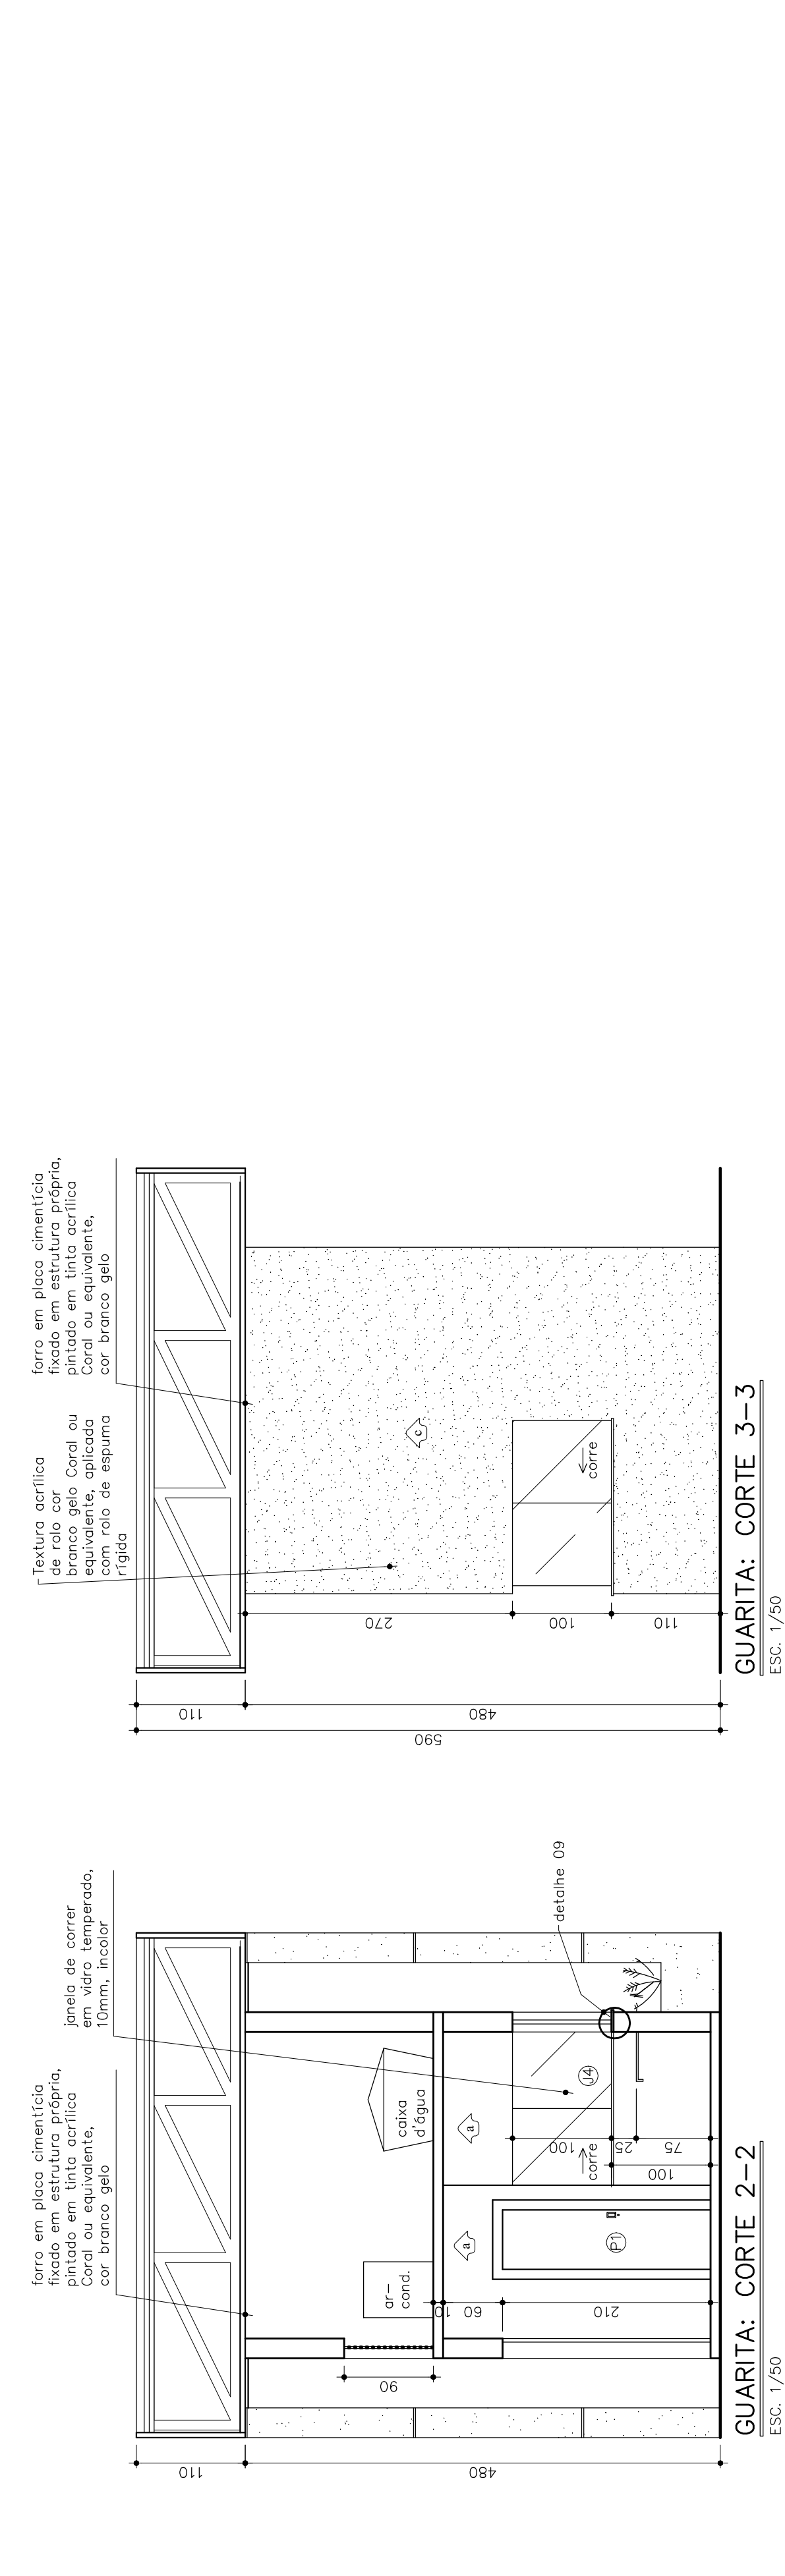 forro em placa cimentícia
fixado em estrutura própria,
pintado em tinta acrílica
Coral ou equivalente,
cor branco gelo
janela de correr
em vidro temperado,
10mm, incolor
110
480
90
ar-
cond.
caixa
d'água
10
60
210
a
a
P1
J4
corre
100
25
75
100
detalhe 09
GUARITA: CORTE 2-2
ESC. 1/50
Textura acrílica
de rolo cor
branco gelo Coral ou
equivalente, aplicada
com rolo de espuma
rígida
forro em placa cimentícia
fixado em estrutura própria,
pintado em tinta acrílica
Coral ou equivalente,
cor branco gelo
110
480
590
270
100
110
c
corre
GUARITA: CORTE 3-3
ESC. 1/50